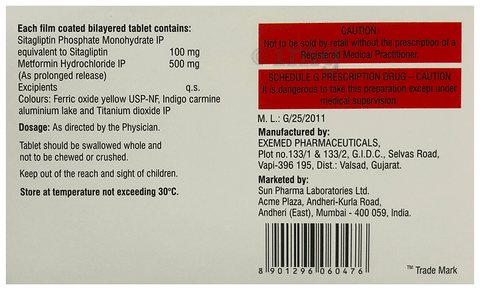 Each film coated bilayered tablet contains:
Sitagliptin Phosphate Monohydrate IP
equivalent to Sitagliptin 100 mg
Metformin Hydrochloride IP 500 mg
(As prolonged release)
Excipients q.s.
Colours: Ferric oxide yellow USP-NF, Indigo carmine
aluminium lake and Titanium dioxide IP
Dosage: As directed by the Physician.
Tablet should be swallowed whole and
not to be chewed or crushed.
Keep out of the reach and sight of children.
Store at temperature not exceeding 30°C.
CAUTION
Not to be sold by retail without the prescription of a
Registered Medical Practitioner.
SCHEDULE G PRESCRIPTION DRUG - CAUTION
It is dangerous to take this preparation except under
medical supervision.
M. L.: G/25/2011
Manufactured by:
EXEMED PHARMACEUTICALS,
Plot no.133/1 & 133/2, G.I.D.C., Selvas Road,
Vapi-396 195, Dist.: Valsad, Gujarat.
Marketed by:
Sun Pharma Laboratories Ltd.
Acme Plaza, Andheri-Kurla Road,
Andheri (East), Mumbai - 400 059, India.
8 901296 060476
™ Trade Mark